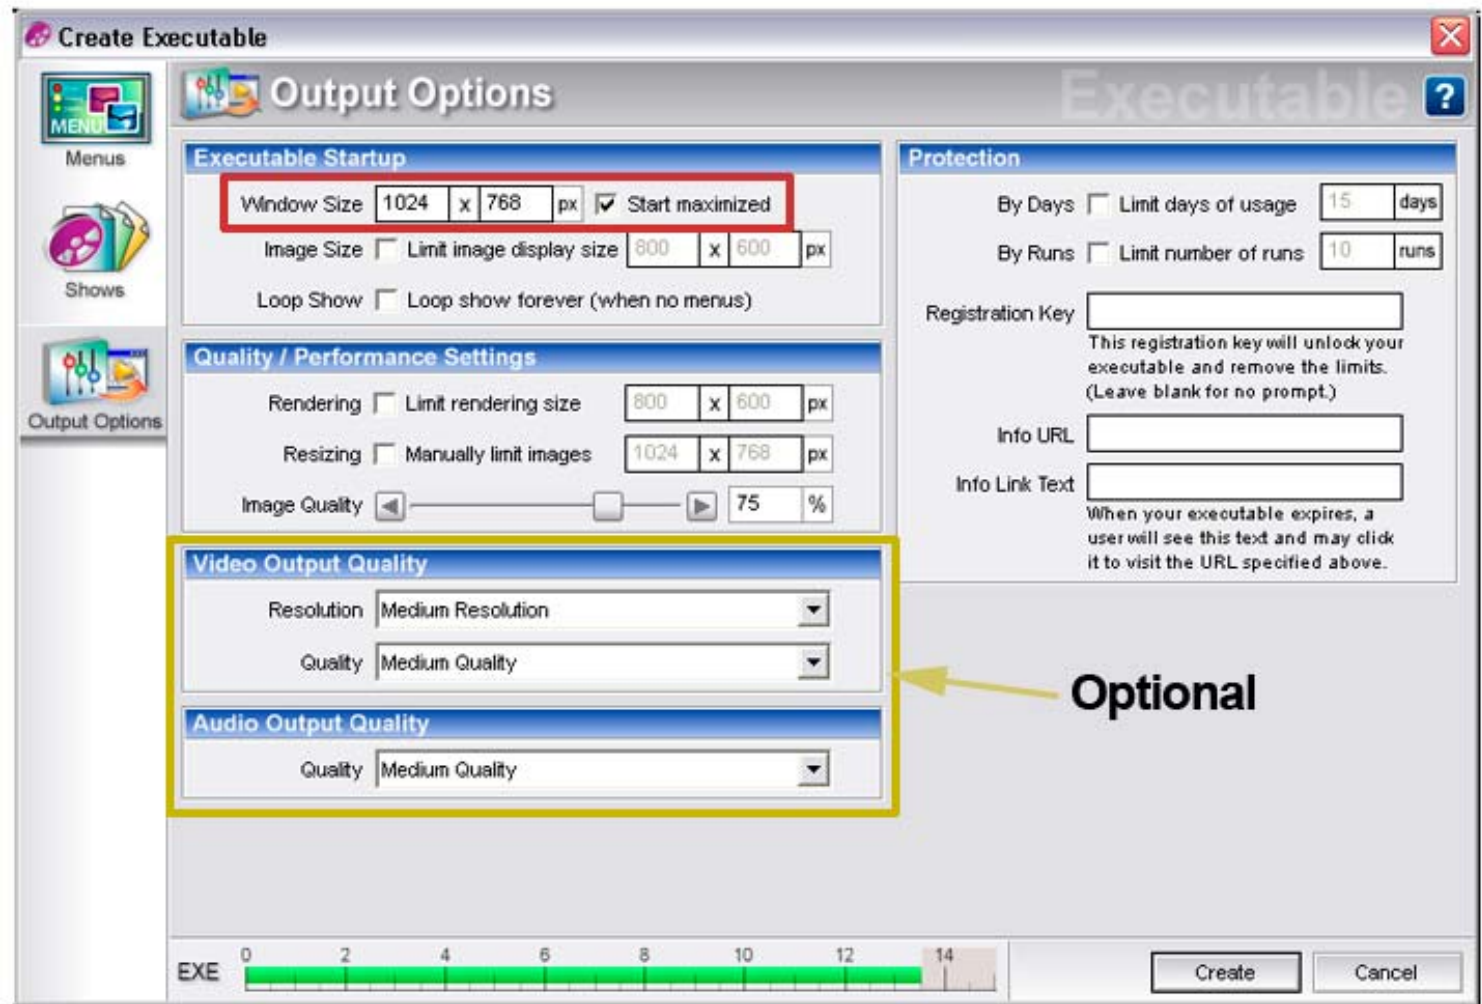 Create Executable
MENU
Menus
Shows
Output Options
Output Options
Executable
?
Executable Startup
Window Size 1024 x 768 px Start maximized
Image Size Limit image display size 800 x 600 px
Loop Show Loop show forever (when no menus)
Quality / Performance Settings
Rendering Limit rendering size 800 x 600 px
Resizing Manually limit images 1024 x 768 px
Image Quality 75 %
Video Output Quality
Resolution Medium Resolution
Quality Medium Quality
Audio Output Quality
Quality Medium Quality
Protection
By Days Limit days of usage 15 days
By Runs Limit number of runs 10 runs
Registration Key
This registration key will unlock your
executable and remove the limits.
(Leave blank for no prompt.)
Info URL
Info Link Text
When your executable expires, a
user will see this text and may click
it to visit the URL specified above.
Optional
EXE 0 2 4 6 8 10 12 14
Create Cancel